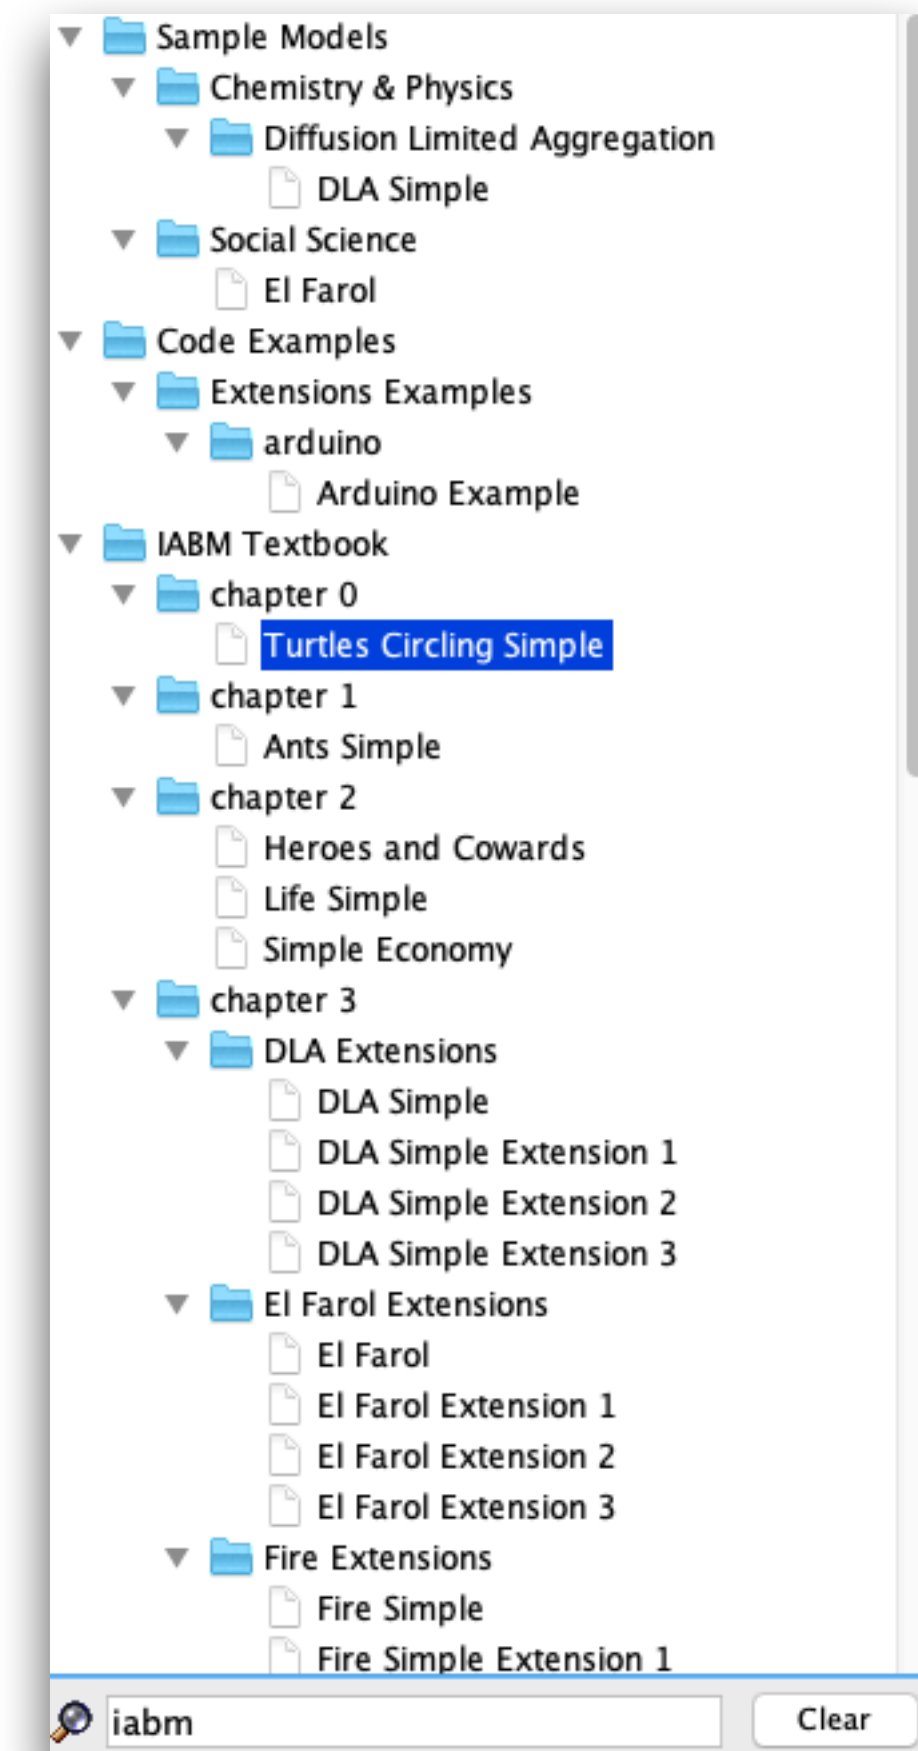 Sample Models
Chemistry & Physics
Diffusion Limited Aggregation
DLA Simple
Social Science
El Farol
Code Examples
Extensions Examples
arduino
Arduino Example
IABM Textbook
chapter 0
Turtles Circling Simple
chapter 1
Ants Simple
chapter 2
Heroes and Cowards
Life Simple
Simple Economy
chapter 3
DLA Extensions
DLA Simple
DLA Simple Extension 1
DLA Simple Extension 2
DLA Simple Extension 3
El Farol Extensions
El Farol
El Farol Extension 1
El Farol Extension 2
El Farol Extension 3
Fire Extensions
Fire Simple
Fire Simple Extension 1
iabm Clear